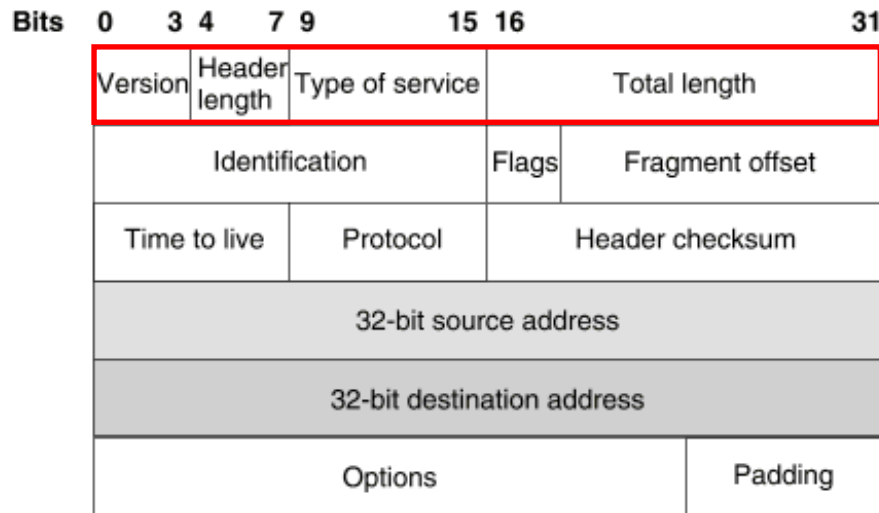 Bits 0 3 4 7 9 15 16 31
Version Header length Type of service Total length
Identification Flags Fragment offset
Time to live Protocol Header checksum
32-bit source address
32-bit destination address
Options Padding